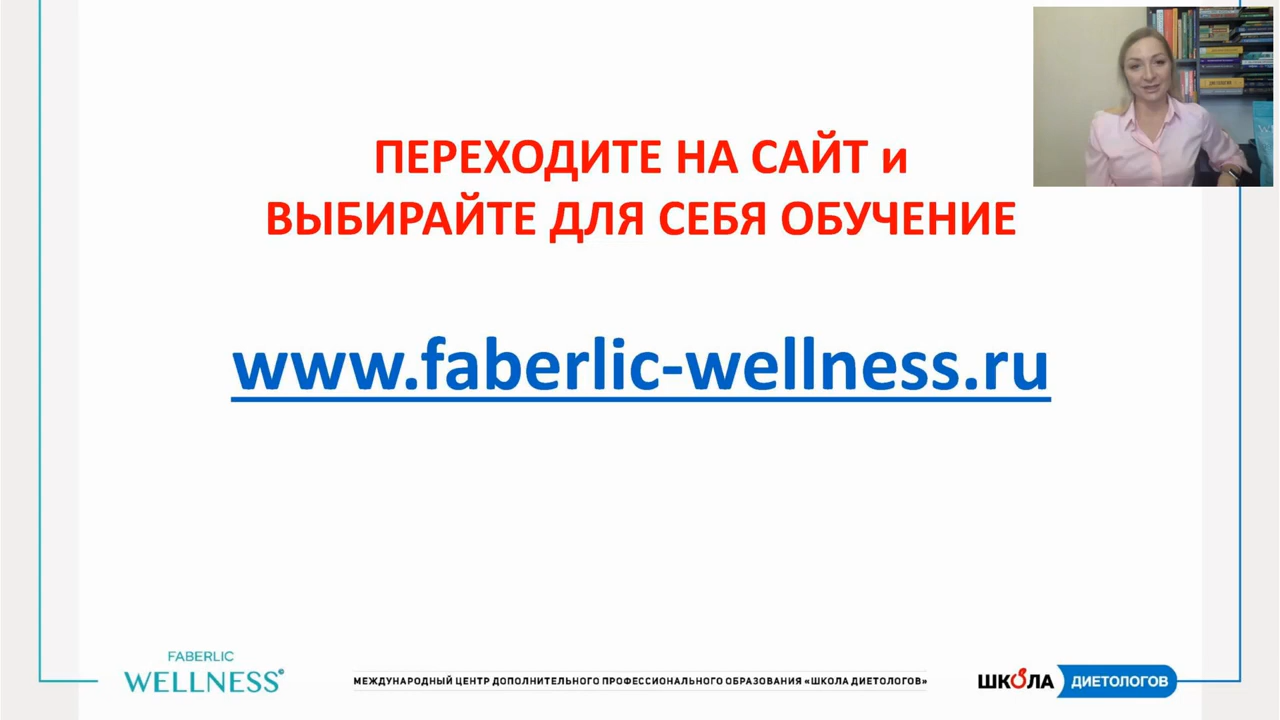 ПЕРЕХОДИТЕ НА САЙТ и
ВЫБИРАЙТЕ ДЛЯ СЕБЯ ОБУЧЕНИЕ
www.faberlic-wellness.ru
FABERLIC
WELLNESS©
МЕЖДУНАРОДНЫЙ ЦЕНТР ДОПОЛНИТЕЛЬНОГО ПРОФЕССИОНАЛЬНОГО ОБРАЗОВАНИЯ «ШКОЛА ДИЕТОЛОГОВ»
ШКОЛА ДИЕТОЛОГОВ